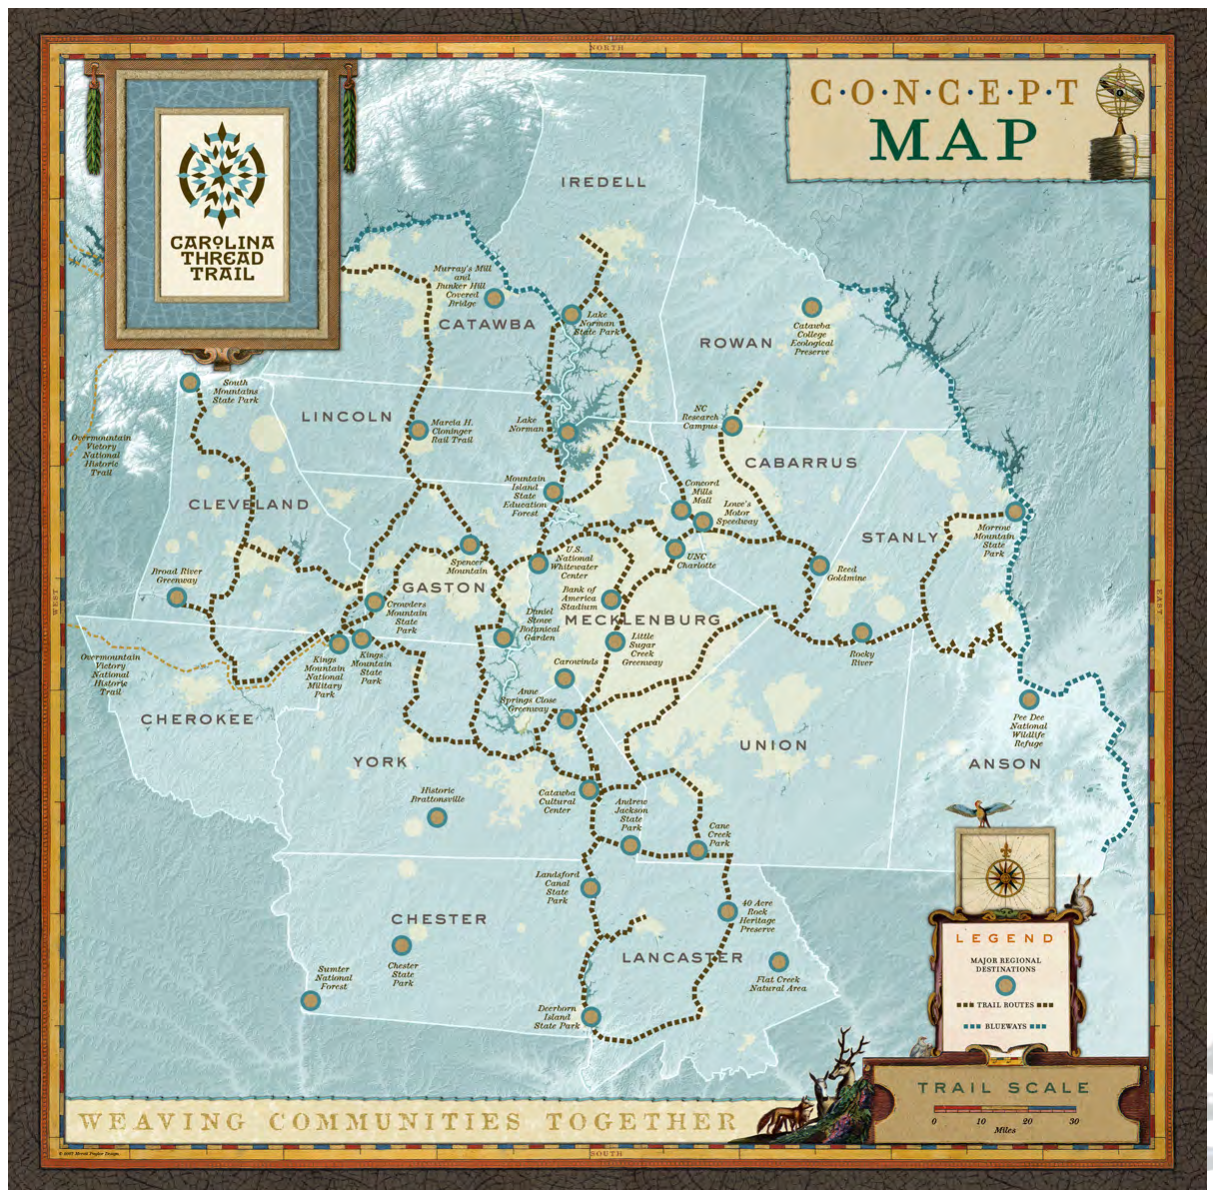 NORTH
C·O·N·C·E·P·T
MAP
CAROLINA
THREAD
TRAIL
IREDELL
Murray's Mill
and
Bunker Hill
Covered
Bridge
CATAWBA
Lake
Norman
State Park
ROWAN
Catawba
College
Ecological
Preserve
South
Mountains
State Park
LINCOLN
Marcia H.
Cloninger
Rail Trail
Lake
Norman
NC
Research
Campus
Overmountain
Victory
National
Historic
Trail
CABARRUS
CLEVELAND
Mountain
Island
State
Education
Forest
Concord
Mills
Mall
Lowe's
Motor
Speedway
STANLY
Morrow
Mountain
State
Park
Broad River
Greenway
Spencer
Mountain
GASTON
U.S.
National
Whitewater
Center
UNC
Charlotte
Reed
Goldmine
WEST
EAST
Crowders
Mountain
State
Park
Daniel
Stowe
Botanical
Garden
Bank of
America
Stadium
MECKLENBURG
Little
Sugar
Creek
Greenway
Rocky
River
Overmountain
Victory
National
Historic
Trail
Kings
Mountain
National
Military
Park
Kings
Mountain
State
Park
Carowinds
Anne
Springs Close
Greenway
CHEROKEE
YORK
UNION
Pee Dee
National
Wildlife
Refuge
ANSON
Historic
Brattonsville
Catawba
Cultural
Center
Andrew
Jackson
State
Park
Cane
Creek
Park
Landsford
Canal
State
Park
40 Acre
Rock
Heritage
Preserve
CHESTER
LANCASTER
Chester
State
Park
Sumter
National
Forest
Flat Creek
Natural Area
Deerborn
Island
State Park
LEGEND
MAJOR REGIONAL
DESTINATIONS
TRAIL ROUTES
BLUEWAYS
TRAIL SCALE
0 10 20 30
Miles
WEAVING COMMUNITIES TOGETHER
SOUTH